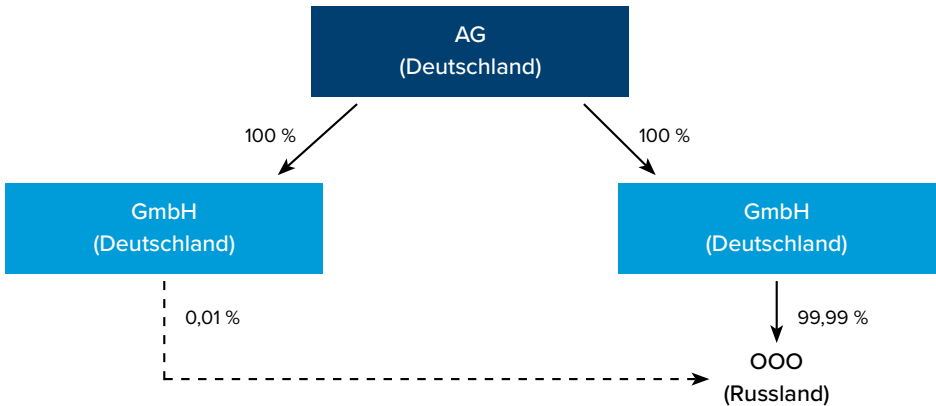 AG
(Deutschland)
100 %
100 %
GmbH
(Deutschland)
GmbH
(Deutschland)
0,01 %
99,99 %
OOO
(Russland)